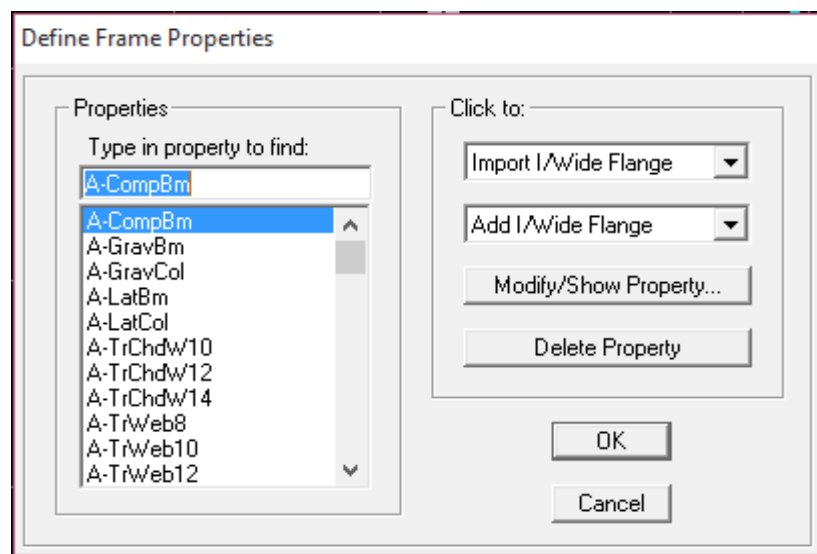 Define Frame Properties
Properties
Type in property to find:
A-CompBm
A-CompBm
A-GravBm
A-GravCol
A-LatBm
A-LatCol
A-TrChdW10
A-TrChdW12
A-TrChdW14
A-TrWeb8
A-TrWeb10
A-TrWeb12
Click to:
Import I/Wide Flange
Add I/Wide Flange
Modify/Show Property...
Delete Property
OK
Cancel